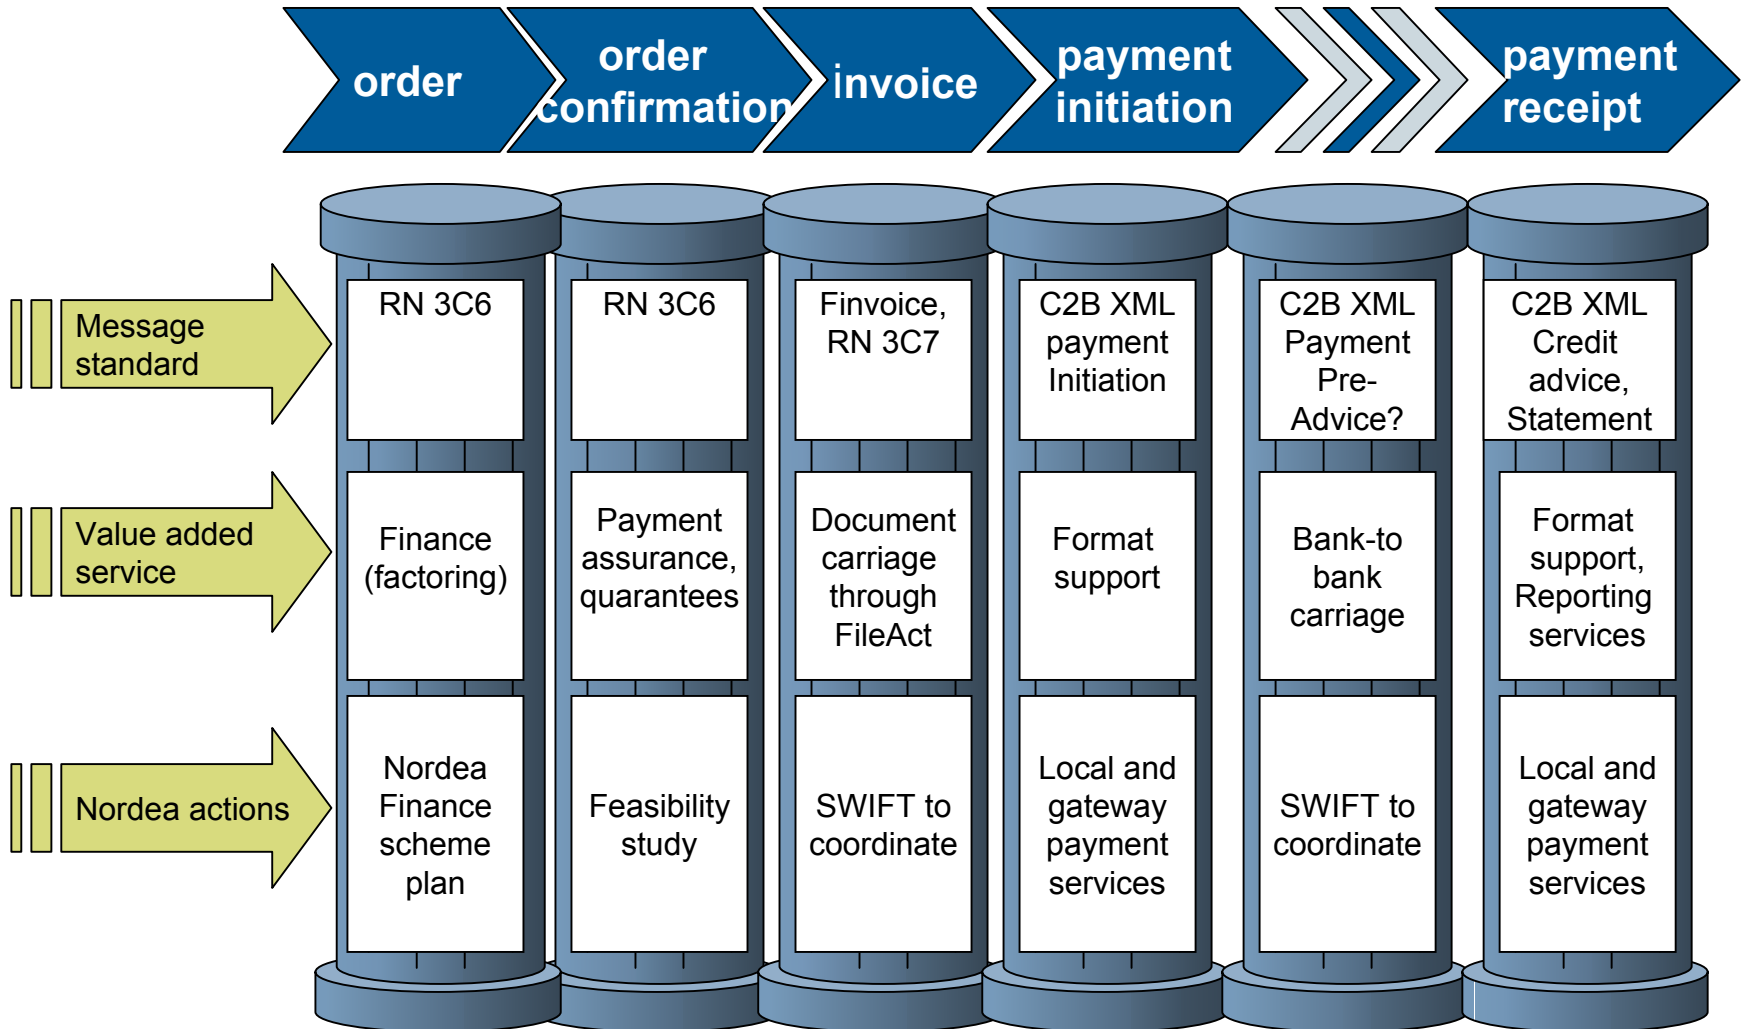 order
order
confirmation
invoice
payment
initiation
payment
receipt
Message
standard
RN 3C6
RN 3C6
Finvoice,
RN 3C7
C2B XML
payment
Initiation
C2B XML
Payment
Pre-
Advice?
C2B XML
Credit
advice,
Statement
Value added
service
Finance
(factoring)
Payment
assurance,
quarantees
Document
carriage
through
FileAct
Format
support
Bank-to
bank
carriage
Format
support,
Reporting
services
Nordea actions
Nordea
Finance
scheme
plan
Feasibility
study
SWIFT to
coordinate
Local and
gateway
payment
services
SWIFT to
coordinate
Local and
gateway
payment
services